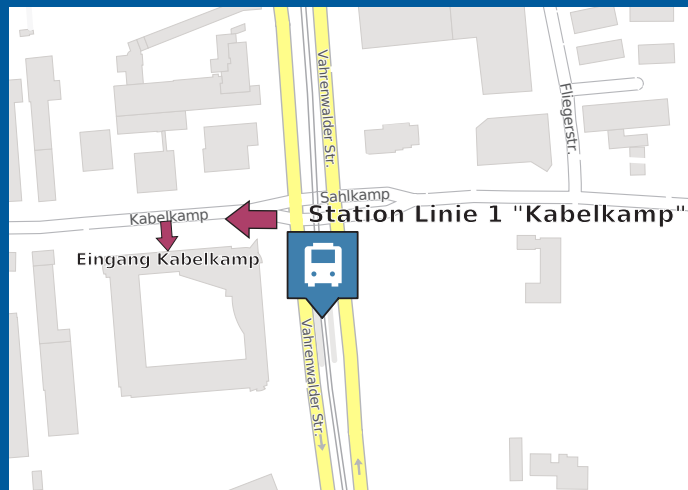 Vahrenwalder Str.
Fliegerstr.
Sahlkamp
Kabelkamp
Station Linie 1 "Kabelkamp"
Eingang Kabelkamp
Vahrenwalder Str.